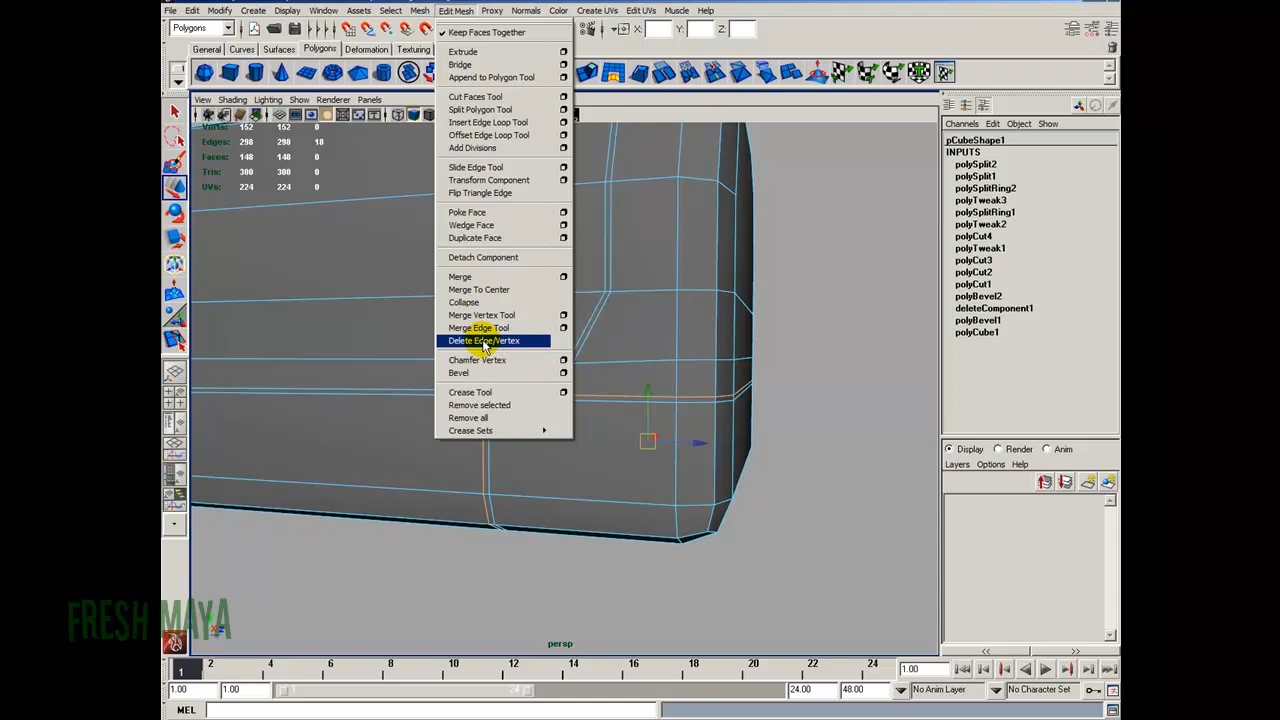 File Edit Modify Create Display Window Assets Select Mesh Edit Mesh Proxy Normals Color Create UVs Edit UVs Muscle Help
Polygons X: Y: Z:
General Curves Surfaces Polygons Deformation Texturing
View Shading Lighting Show Renderer Panels
Verts: 152 152 0
Edges: 298 298 18
Faces: 148 148 0
Tris: 300 300 0
UVs: 224 224 0
Keep Faces Together
Extrude
Bridge
Append to Polygon Tool
Cut Faces Tool
Split Polygon Tool
Insert Edge Loop Tool
Offset Edge Loop Tool
Add Divisions
Slide Edge Tool
Transform Component
Flip Triangle Edge
Poke Face
Wedge Face
Duplicate Face
Detach Component
Merge
Merge To Center
Collapse
Merge Vertex Tool
Merge Edge Tool
Delete Edge/Vertex
Chamfer Vertex
Bevel
Crease Tool
Remove selected
Remove all
Crease Sets
Channels Edit Object Show
pCubeShape1
INPUTS
polySplit2
polySplit1
polySplitRing2
polyTweak3
polySplitRing1
polyTweak2
polyCut4
polyTweak1
polyCut3
polyCut2
polyCut1
polyBevel2
deleteComponent1
polyBevel1
polyCube1
Display Render Anim
Layers Options Help
FRESH MAYA
persp
1 2 4 6 8 10 12 14 16 18 20 22 24 1.00
1.00 1.00 24 24.00 48.00 No Anim Layer No Character Set
MEL